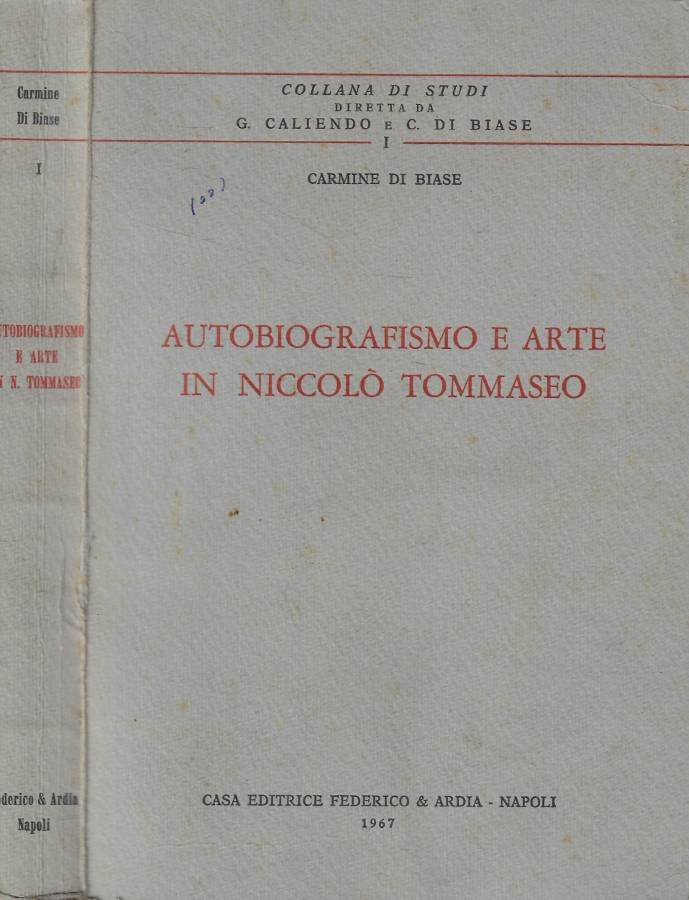 Carmine
Di Biase
I
UTOBIOGRAFISMO
E ARTE
N. TOMMASEO
derico & Ardia
Napoli
COLLANA DI STUDI
DIRETTA DA
G. CALIENDO E C. DI BIASE
I
CARMINE DI BIASE
AUTOBIOGRAFISMO E ARTE
IN NICCOLÒ TOMMASEO
CASA EDITRICE FEDERICO & ARDIA - NAPOLI
1967